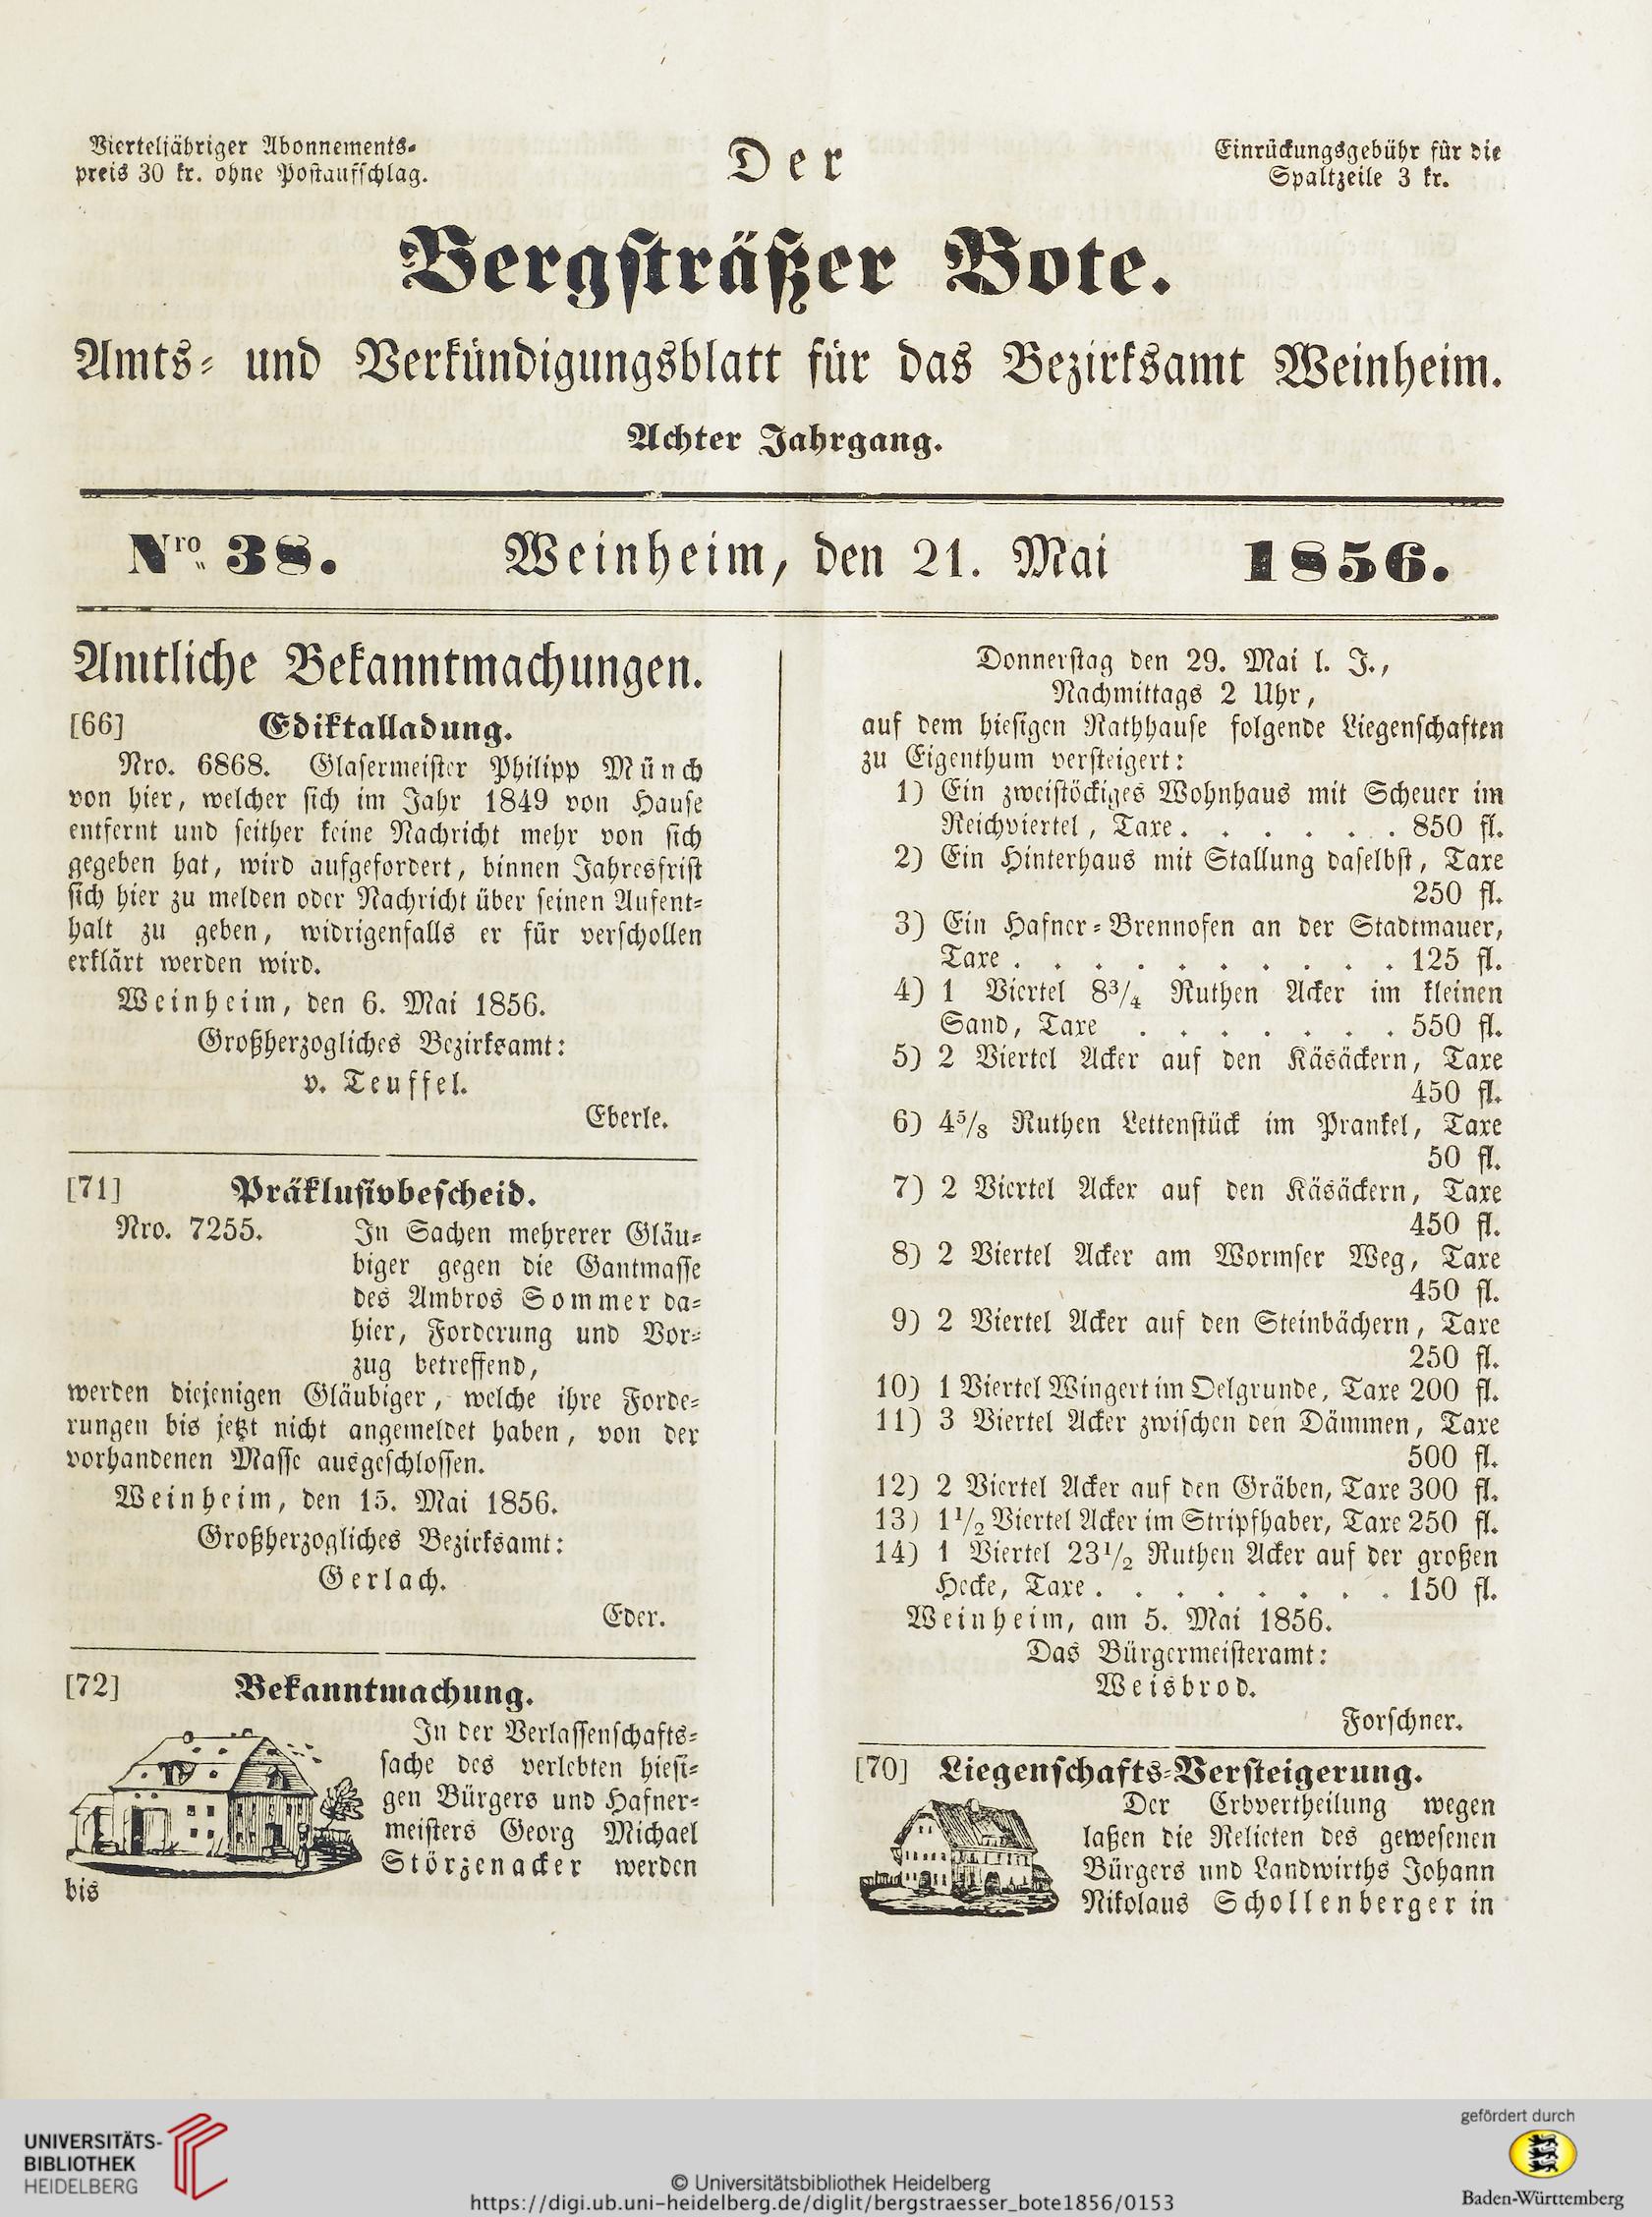 Vierteljähriger Abonnements-
preis 30 kr. ohne Postaufschlag.
Der
Einrückungsgebühr für die
Spaltzeile 3 kr.
Bergsträßer Bote.
Amts- und Verkündigungsblatt für das Bezirksamt Weinheim.
Achter Jahrgang.
Nro. 38. Weinheim, den 21. Mai 1856.
Amtliche Bekanntmachungen.
[66] Ediktalladung.
Nro. 6868. Glasermeister Philipp Münch
von hier, welcher sich im Jahr 1849 von Hause
entfernt und seither keine Nachricht mehr von sich
gegeben hat, wird aufgefordert, binnen Jahresfrist
sich hier zu melden oder Nachricht über seinen Aufent-
halt zu geben, widrigenfalls er für verschollen
erklärt werden wird.
Weinheim, den 6. Mai 1856.
Großherzogliches Bezirksamt:
v. Teuffel.
Eberle.
[71] Präklusivbescheid.
Nro. 7255. In Sachen mehrerer Gläu-
biger gegen die Gantmasse
des Ambros Sommer da-
hier, Forderung und Vor-
zug betreffend,
werden diejenigen Gläubiger, welche ihre Forde-
rungen bis jetzt nicht angemeldet haben, von der
vorhandenen Masse ausgeschlossen.
Weinheim, den 15. Mai 1856.
Großherzogliches Bezirksamt:
Gerlach.
Eder.
[72] Bekanntmachung.
In der Verlassenschafts-
sache des verlebten hiesi-
gen Bürgers und Hafner-
meisters Georg Michael
Störzenacker werden
bis
Donnerstag den 29. Mai l. J.,
Nachmittags 2 Uhr,
auf dem hiesigen Rathhause folgende Liegenschaften
zu Eigenthum versteigert:
1) Ein zweistöckiges Wohnhaus mit Scheuer im
Reichviertel, Taxe . . . . . . 850 fl.
2) Ein Hinterhaus mit Stallung daselbst, Taxe
250 fl.
3) Ein Hafner-Brennofen an der Stadtmauer,
Taxe . . . . . . . . . . 125 fl.
4) 1 Viertel 8³/₄ Ruthen Acker im kleinen
Sand, Taxe . . . . . . . 550 fl.
5) 2 Viertel Acker auf den Käsäckern, Taxe
450 fl.
6) 4⁵/₈ Ruthen Lettenstück im Prankel, Taxe
50 fl.
7) 2 Viertel Acker auf den Käsäckern, Taxe
450 fl.
8) 2 Viertel Acker am Wormser Weg, Taxe
450 fl.
9) 2 Viertel Acker auf den Steinbächern, Taxe
250 fl.
10) 1 Viertel Wingert im Oelgrunde, Taxe 200 fl.
11) 3 Viertel Acker zwischen den Dämmen, Taxe
500 fl.
12) 2 Viertel Acker auf den Gräben, Taxe 300 fl.
13) 1¹/₂ Viertel Acker im Stripfhaber, Taxe 250 fl.
14) 1 Viertel 23¹/₂ Ruthen Acker auf der großen
Hecke, Taxe . . . . . . . . 150 fl.
Weinheim, am 5. Mai 1856.
Das Bürgermeisteramt:
Weisbrod.
Forschner.
[70] Liegenschafts-Versteigerung.
Der Erbvertheilung wegen
laßen die Relicten des gewesenen
Bürgers und Landwirths Johann
Nikolaus Schollenberger in
UNIVERSITÄTS-
BIBLIOTHEK
HEIDELBERG
© Universitätsbibliothek Heidelberg
https://digi.ub.uni-heidelberg.de/diglit/bergstraesser_bote1856/0153
gefördert durch
Baden-Württemberg